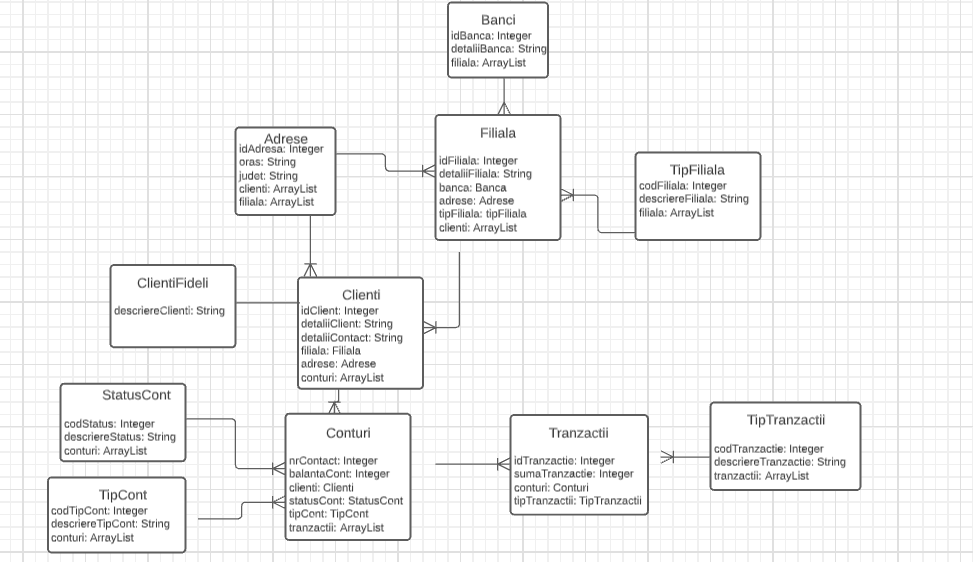 Banci
idBanca: Integer
detaliiBanca: String
filiala: ArrayList
Adrese
idAdresa: Integer
oras: String
judet: String
clienti: ArrayList
filiala: ArrayList
Filiala
idFiliala: Integer
detaliiFiliala: String
banca: Banca
adrese: Adrese
tipFiliala: tipFiliala
clienti: ArrayList
TipFiliala
codFiliala: Integer
descriereFiliala: String
filiala: ArrayList
ClientiFideli
descriereClienti: String
Clienti
idClient: Integer
detaliiClient: String
detaliiContact: String
filiala: Filiala
adrese: Adrese
conturi: ArrayList
StatusCont
codStatus: Integer
descriereStatus: String
conturi: ArrayList
TipCont
codTipCont: Integer
descriereTipCont: String
conturi: ArrayList
Conturi
nrContact: Integer
balantaCont: Integer
clienti: Clienti
statusCont: StatusCont
tipCont: TipCont
tranzactii: ArrayList
Tranzactii
idTranzactie: Integer
sumaTranzactie: Integer
conturi: Conturi
tipTranzactii: TipTranzactii
TipTranzactii
codTranzactie: Integer
descriereTranzactie: String
tranzactii: ArrayList